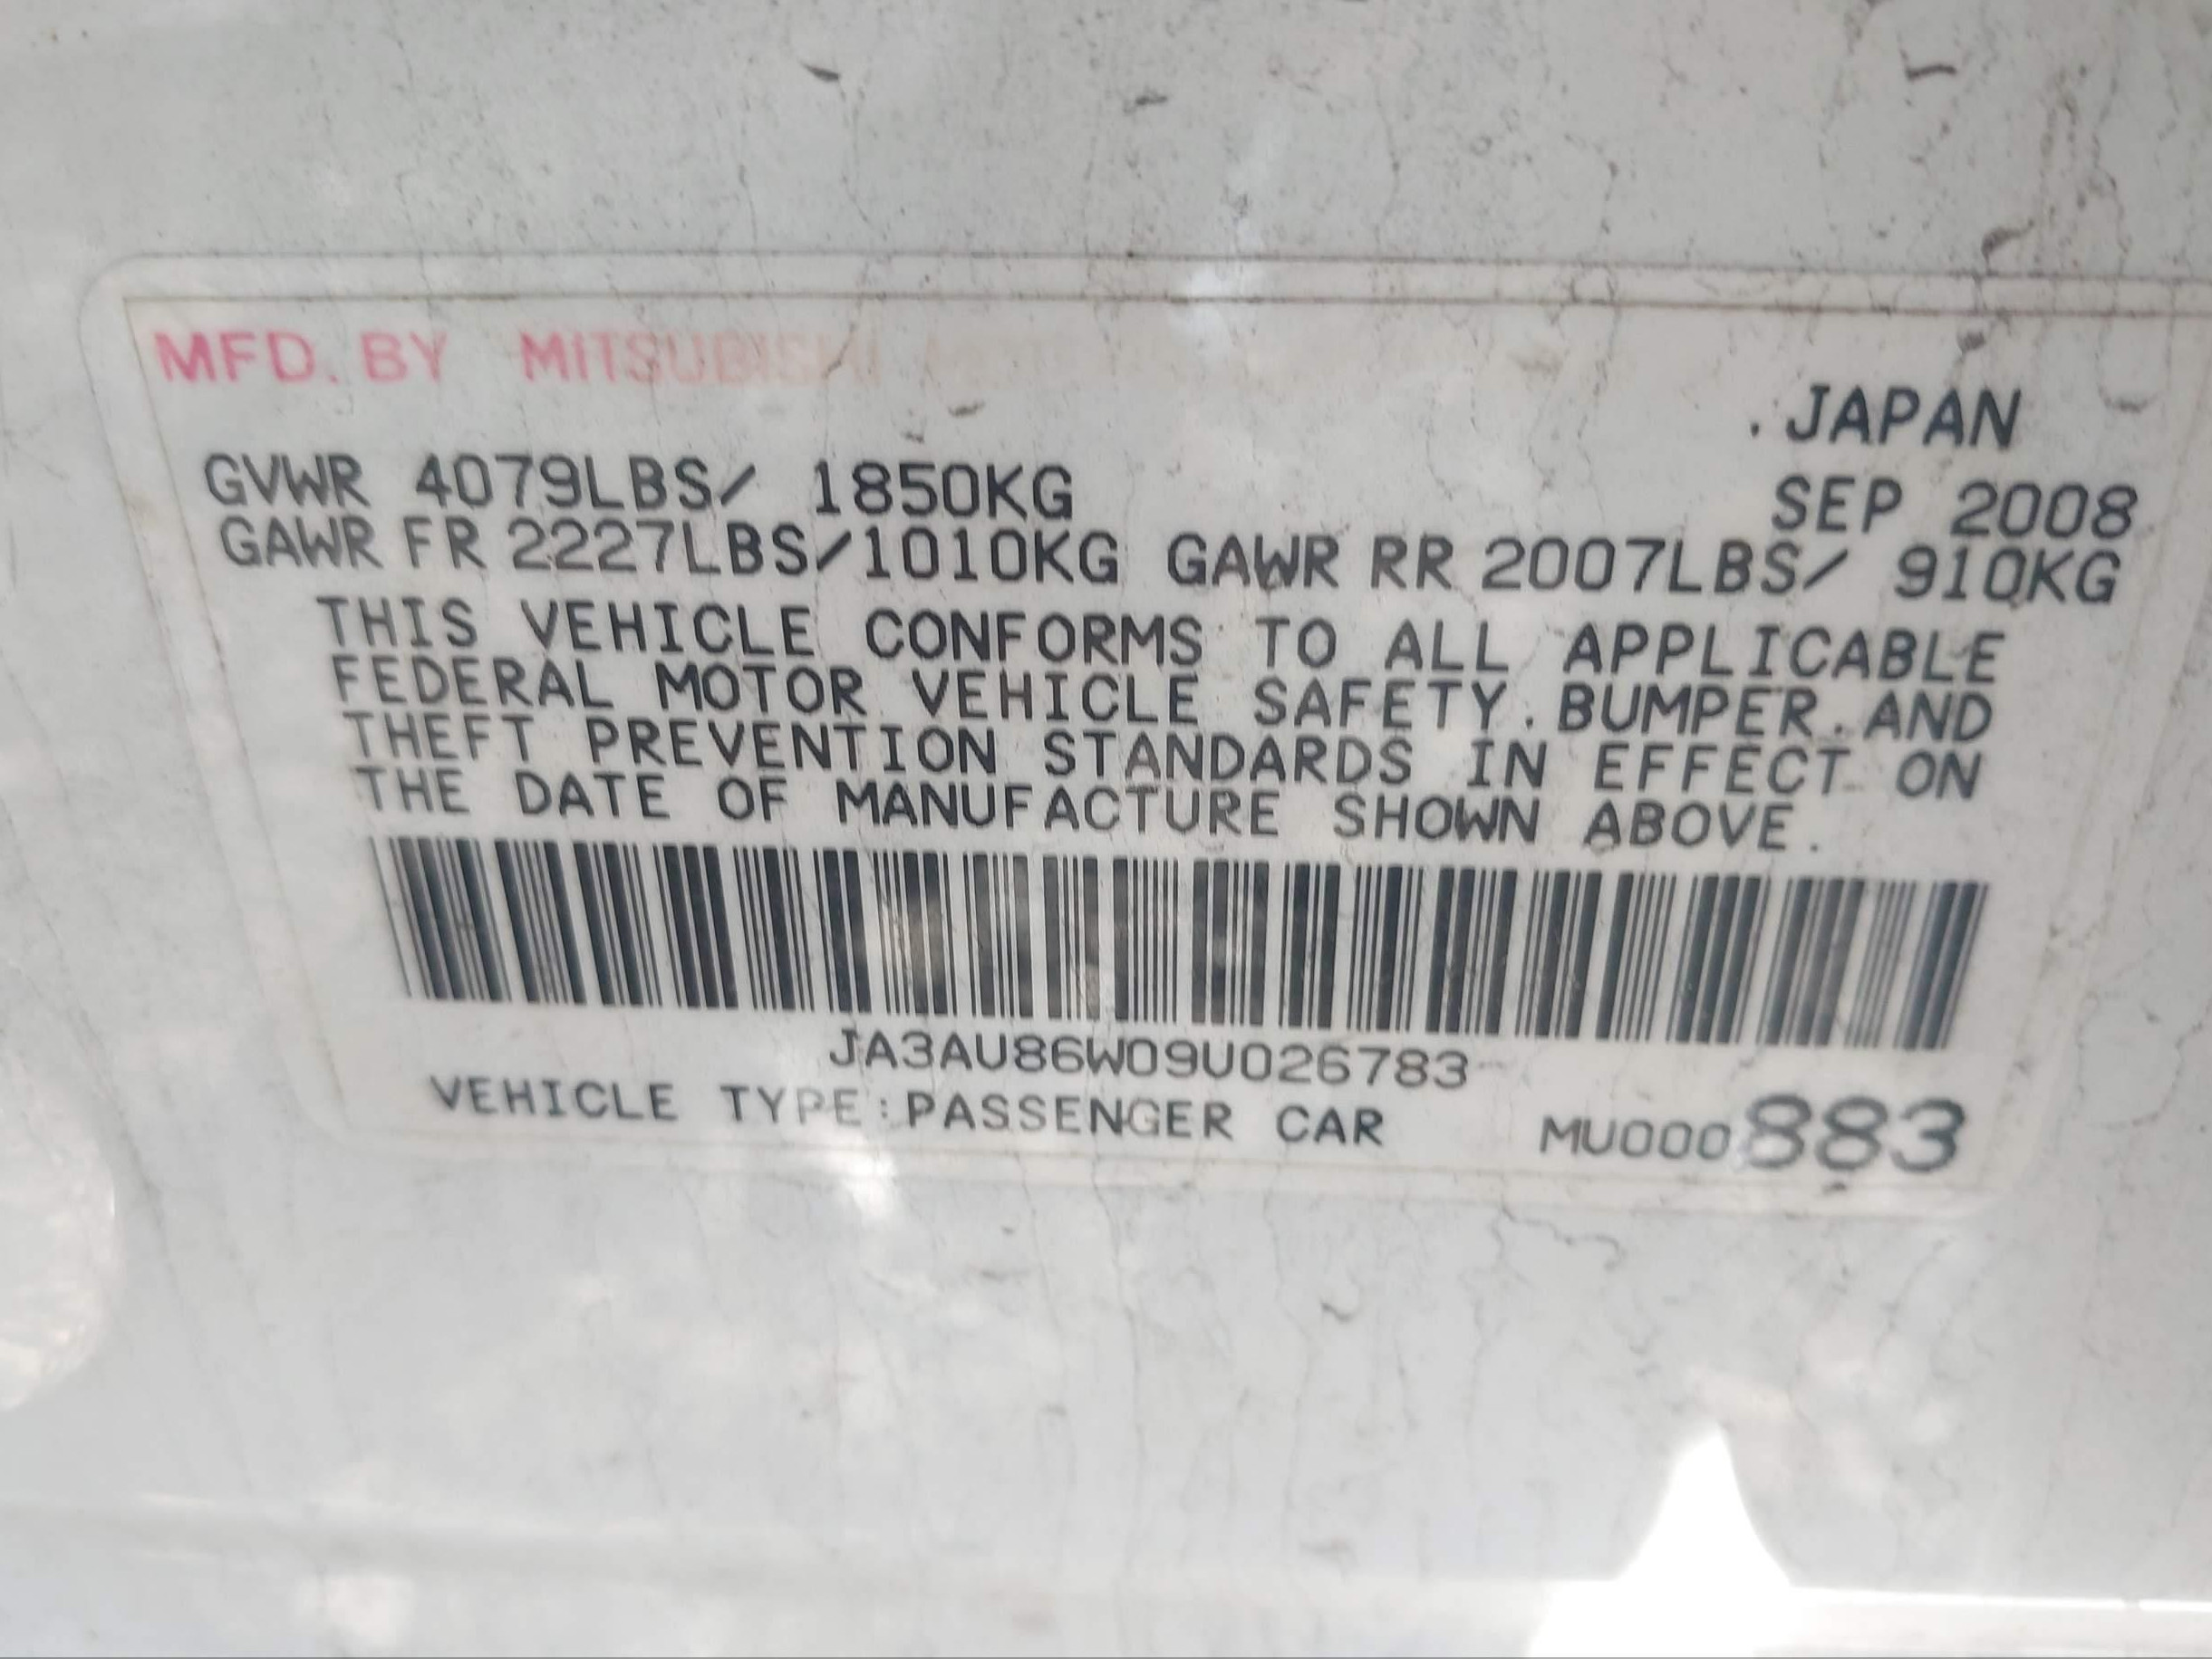 MFD. BY MITSUBISHI
. JAPAN
GVWR 4079LBS/ 1850KG SEP 2008
GAWR FR 2227LBS/1010KG GAWR RR 2007LBS/ 910KG
THIS VEHICLE CONFORMS TO ALL APPLICABLE
FEDERAL MOTOR VEHICLE SAFETY. BUMPER. AND
THEFT PREVENTION STANDARDS IN EFFECT ON
THE DATE OF MANUFACTURE SHOWN ABOVE.
JA3AU86W09U026783
VEHICLE TYPE:PASSENGER CAR MU000883